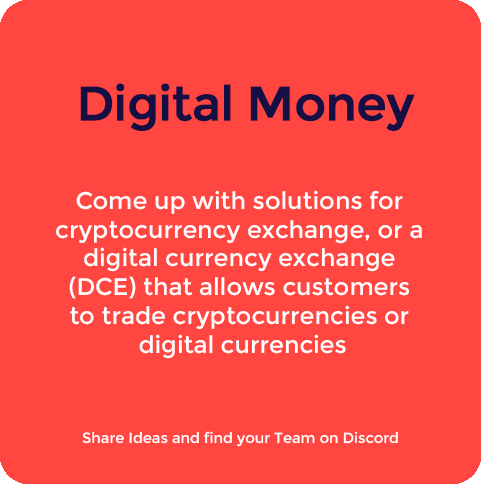 Digital Money
Come up with solutions for
cryptocurrency exchange, or a
digital currency exchange
(DCE) that allows customers
to trade cryptocurrencies or
digital currencies
Share Ideas and find your Team on Discord